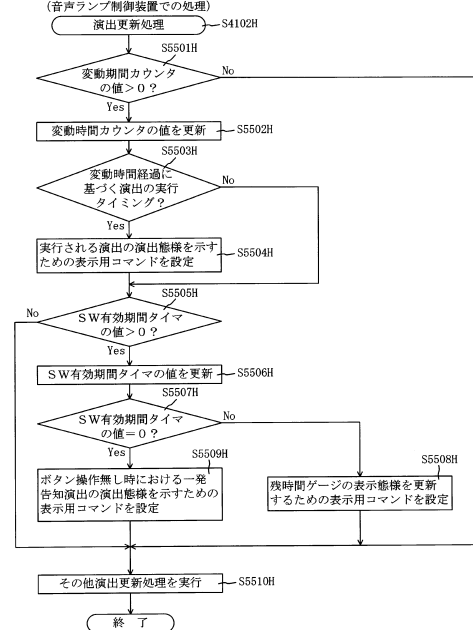 (音声ランプ制御装置での処理)
演出更新処理
S4102H
S5501H
変動期間カウンタ
の値>0?
No
Yes
変動時間カウンタの値を更新
S5502H
S5503H
変動時間経過に
基づく演出の実行
タイミング?
No
Yes
実行される演出の演出態様を示す
ための表示用コマンドを設定
S5504H
S5505H
No
SW有効期間タイマ
の値>0?
Yes
SW有効期間タイマの値を更新
S5506H
S5507H
SW有効期間タイマ
の値=0?
No
Yes
S5509H
ボタン操作無し時における一発
告知演出の演出態様を示すための
表示用コマンドを設定
S5508H
残時間ゲージの表示態様を更新
するための表示用コマンドを設定
その他演出更新処理を実行
S5510H
終 了